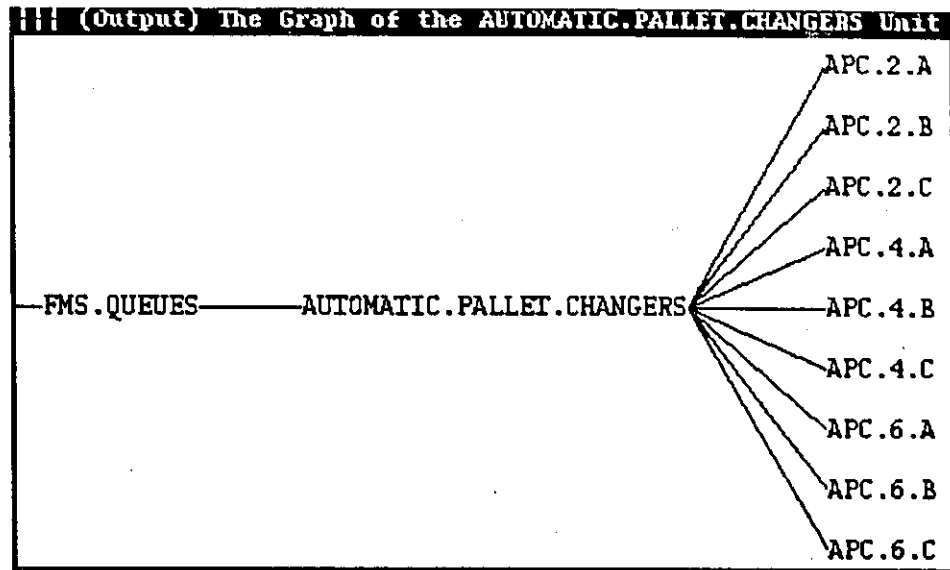 (Output) The Graph of the AUTOMATIC.PALLET.CHANGERS Unit
APC.2.A
APC.2.B
APC.2.C
APC.4.A
FMS.QUEUES AUTOMATIC.PALLET.CHANGERS APC.4.B
APC.4.C
APC.6.A
APC.6.B
APC.6.C